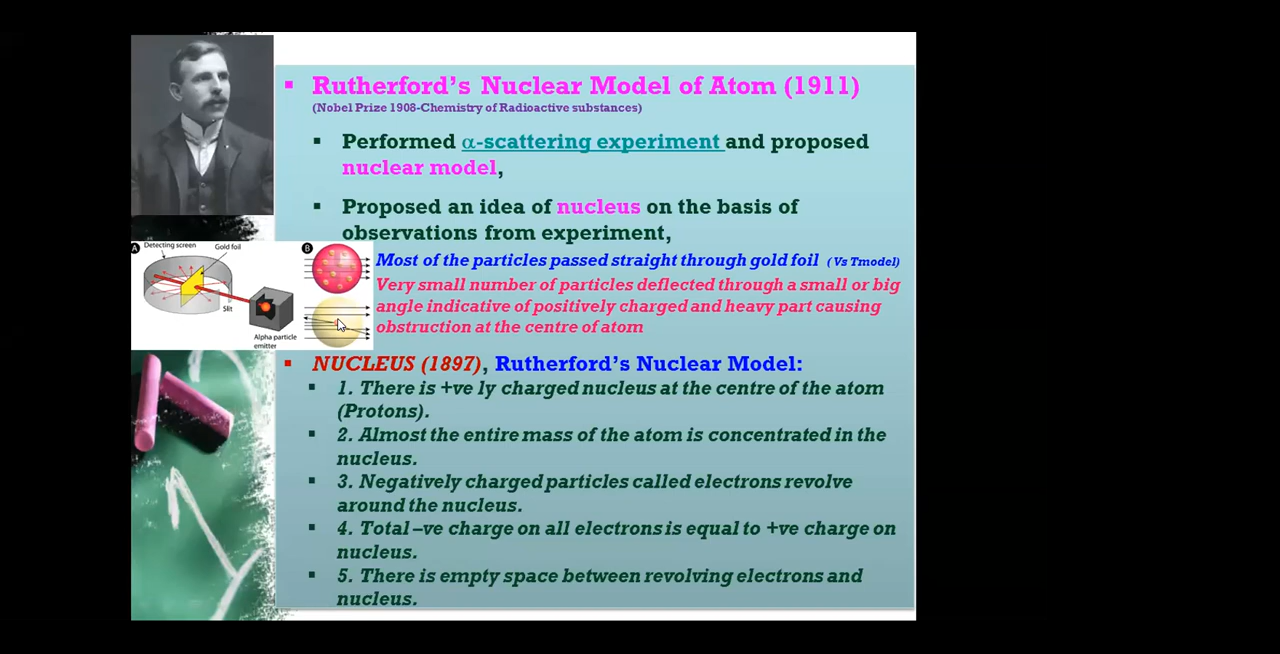 Rutherford's Nuclear Model of Atom (1911)
(Nobel Prize 1908-Chemistry of Radioactive substances)
Performed α-scattering experiment and proposed
nuclear model,
Proposed an idea of nucleus on the basis of
observations from experiment,
A
Detecting screen
Gold foil
Slit
Alpha particle
emitter
B
Most of the particles passed straight through gold foil ( Vs Tmodel)
Very small number of particles deflected through a small or big
angle indicative of positively charged and heavy part causing
obstruction at the centre of atom
NUCLEUS (1897), Rutherford's Nuclear Model:
1. There is +ve ly charged nucleus at the centre of the atom
(Protons).
2. Almost the entire mass of the atom is concentrated in the
nucleus.
3. Negatively charged particles called electrons revolve
around the nucleus.
4. Total –ve charge on all electrons is equal to +ve charge on
nucleus.
5. There is empty space between revolving electrons and
nucleus.